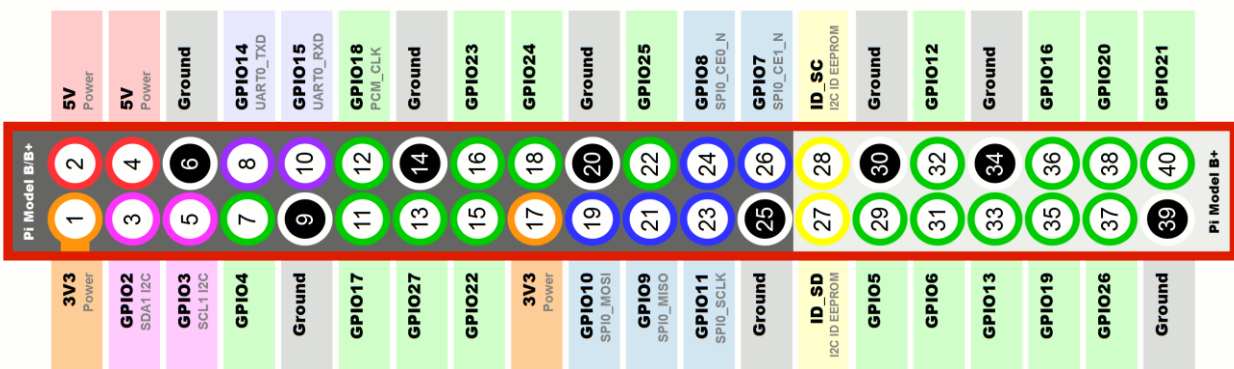 5V
Power
5V
Power
Ground
GPIO14
UART0_TXD
GPIO15
UART0_RXD
GPIO18
PCM_CLK
Ground
GPIO23
GPIO24
Ground
GPIO25
GPIO8
SPI0_CE0_N
GPIO7
SPI0_CE1_N
ID_SC
I2C ID EEPROM
Ground
GPIO12
Ground
GPIO16
GPIO20
GPIO21
Pi Model B/B+
2 4 6 8 10 12 14 16 18 20 22 24 26 28 30 32 34 36 38 40
1 3 5 7 9 11 13 15 17 19 21 23 25 27 29 31 33 35 37 39
Pi Model B+
3V3
Power
GPIO2
SDA1 I2C
GPIO3
SCL1 I2C
GPIO4
Ground
GPIO17
GPIO27
GPIO22
3V3
Power
GPIO10
SPI0_MOSI
GPIO9
SPI0_MISO
GPIO11
SPI0_SCLK
Ground
ID_SD
I2C ID EEPROM
GPIO5
GPIO6
GPIO13
GPIO19
GPIO26
Ground